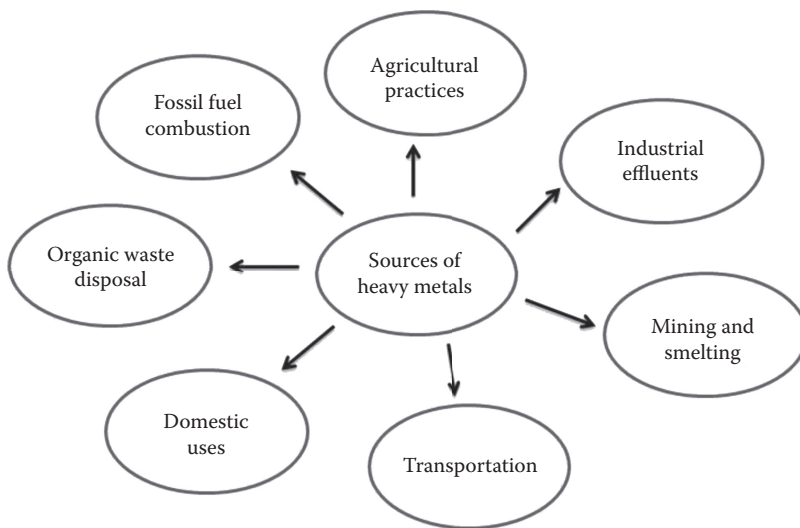 Agricultural
practices
Fossil fuel
combustion
Industrial
effluents
Organic waste
disposal
Sources of
heavy metals
Mining and
smelting
Domestic
uses
Transportation